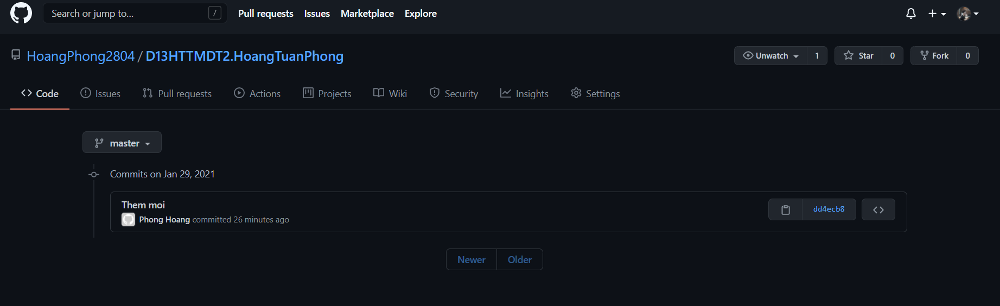 Search or jump to... / Pull requests Issues Marketplace Explore
HoangPhong2804 / D13HTTMDT2.HoangTuanPhong Unwatch 1 Star 0 Fork 0
Code Issues Pull requests Actions Projects Wiki Security Insights Settings
master
Commits on Jan 29, 2021
Them moi
Phong Hoang committed 26 minutes ago
dd4ecb8
Newer Older